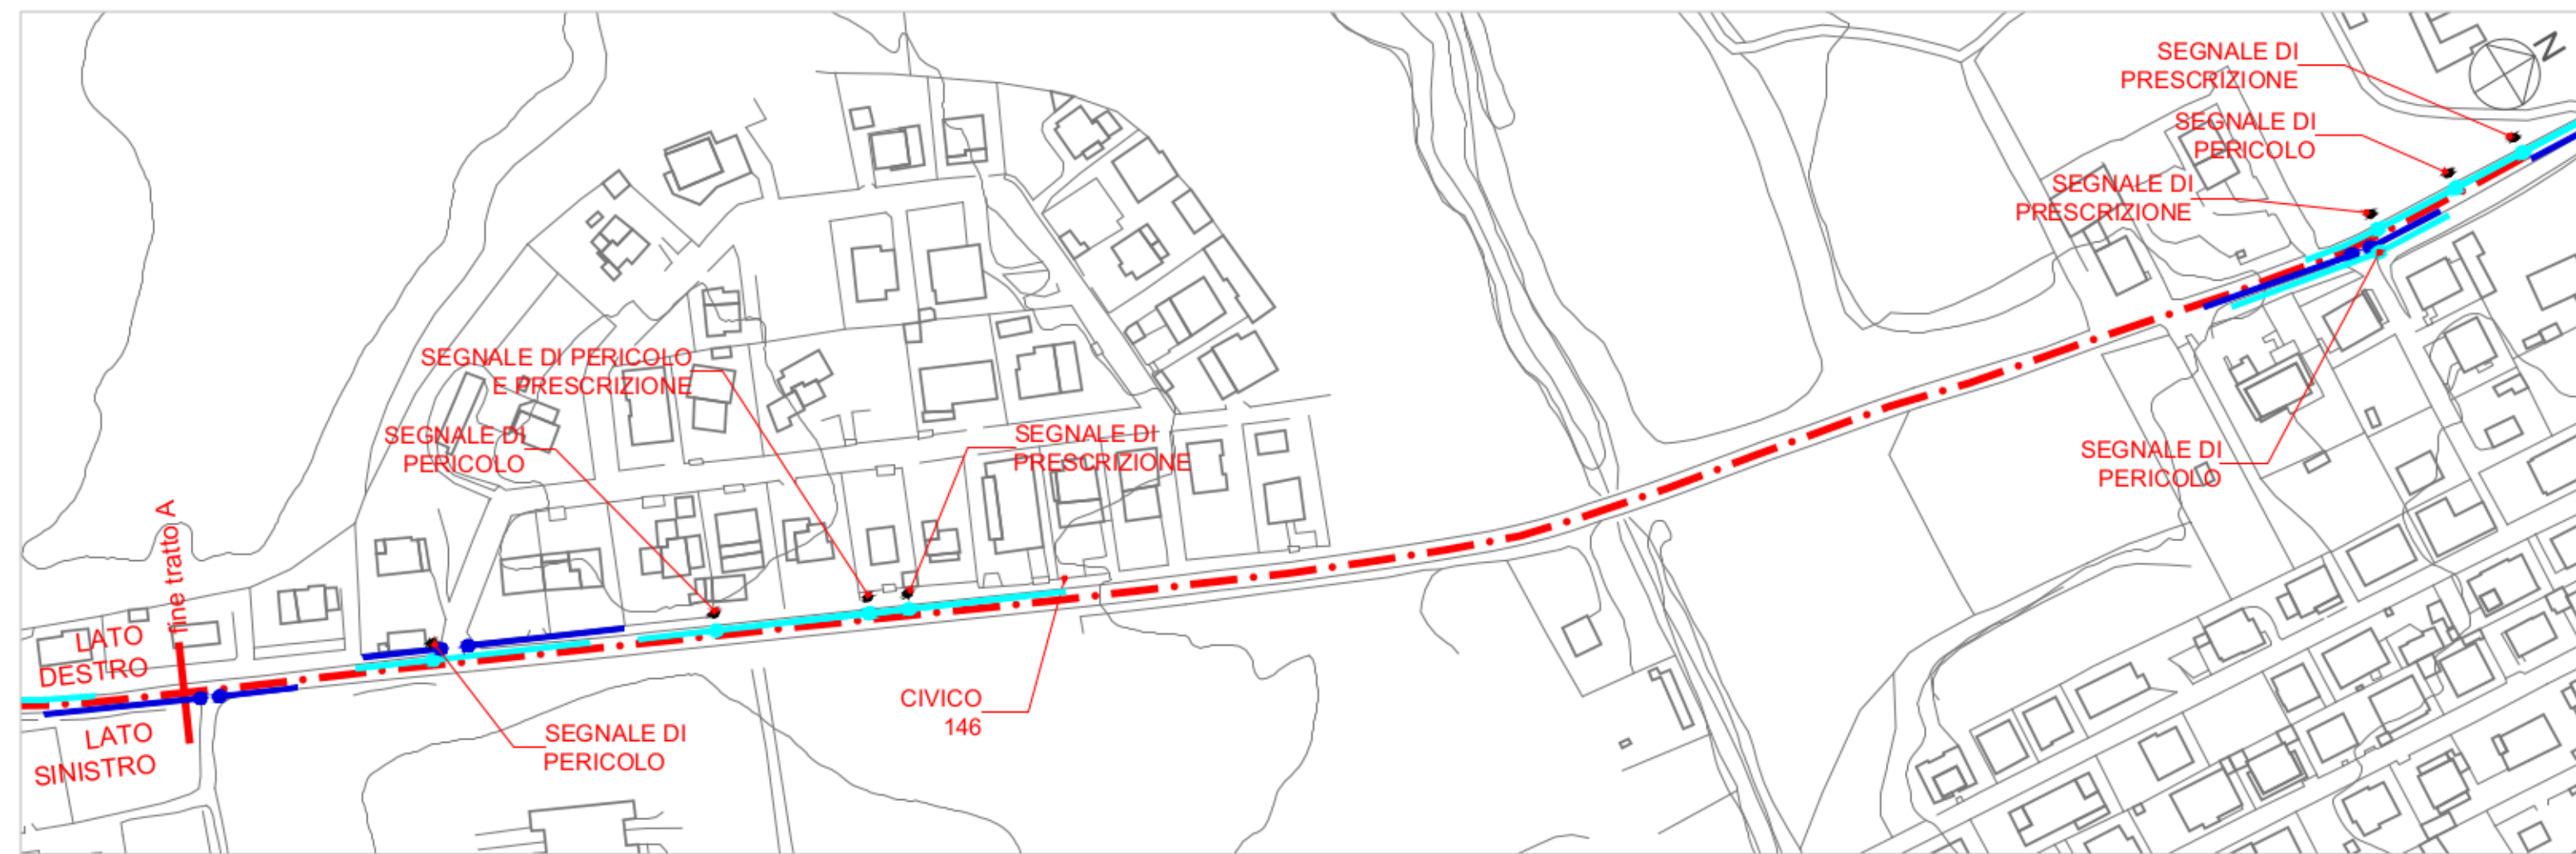 SEGNALE DI
PRESCRIZIONE
N
SEGNALE DI
PERICOLO
SEGNALE DI
PRESCRIZIONE
SEGNALE DI PERICOLO
E PRESCRIZIONE
SEGNALE DI
PERICOLO
SEGNALE DI
PRESCRIZIONE
SEGNALE DI
PERICOLO
fine tratto A
LATO
DESTRO
LATO
SINISTRO
CIVICO
146
SEGNALE DI
PERICOLO